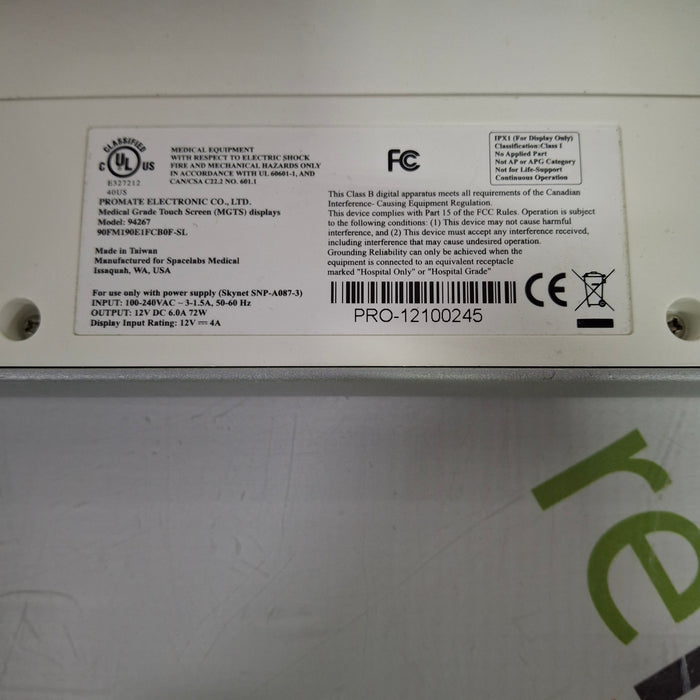 CLASSIFIED
C UL US
E327212
40US
MEDICAL EQUIPMENT
WITH RESPECT TO ELECTRIC SHOCK
FIRE AND MECHANICAL HAZARDS ONLY
IN ACCORDANCE WITH UL 60601-1, AND
CAN/CSA C22.2 NO. 601.1
PROMATE ELECTRONIC CO., LTD.
Medical Grade Touch Screen (MGTS) displays
Model: 94267
90FM190E1FCB0F-SL
Made in Taiwan
Manufactured for Spacelabs Medical
Issaquah, WA, USA
For use only with power supply (Skynet SNP-A087-3)
INPUT: 100-240VAC ~ 3-1.5A, 50-60 Hz
OUTPUT: 12V DC 6.0A 72W
Display Input Rating: 12V ⎓ 4A
FC
IPX1 (For Display Only)
Classification:Class I
No Applied Part
Not AP or APG Category
Not for Life-Support
Continuous Operation
This Class B digital apparatus meets all requirements of the Canadian
Interference- Causing Equipment Regulation.
This device complies with Part 15 of the FCC Rules. Operation is subject
to the following conditions: (1) This device may not cause harmful
interference, and (2) This device must accept any interference received,
including interference that may cause undesired operation.
Grounding Reliability can only be achieved when the
equipment is connected to an equivalent receptacle
marked "Hospital Only" or "Hospital Grade"
CE
PRO-12100245
re